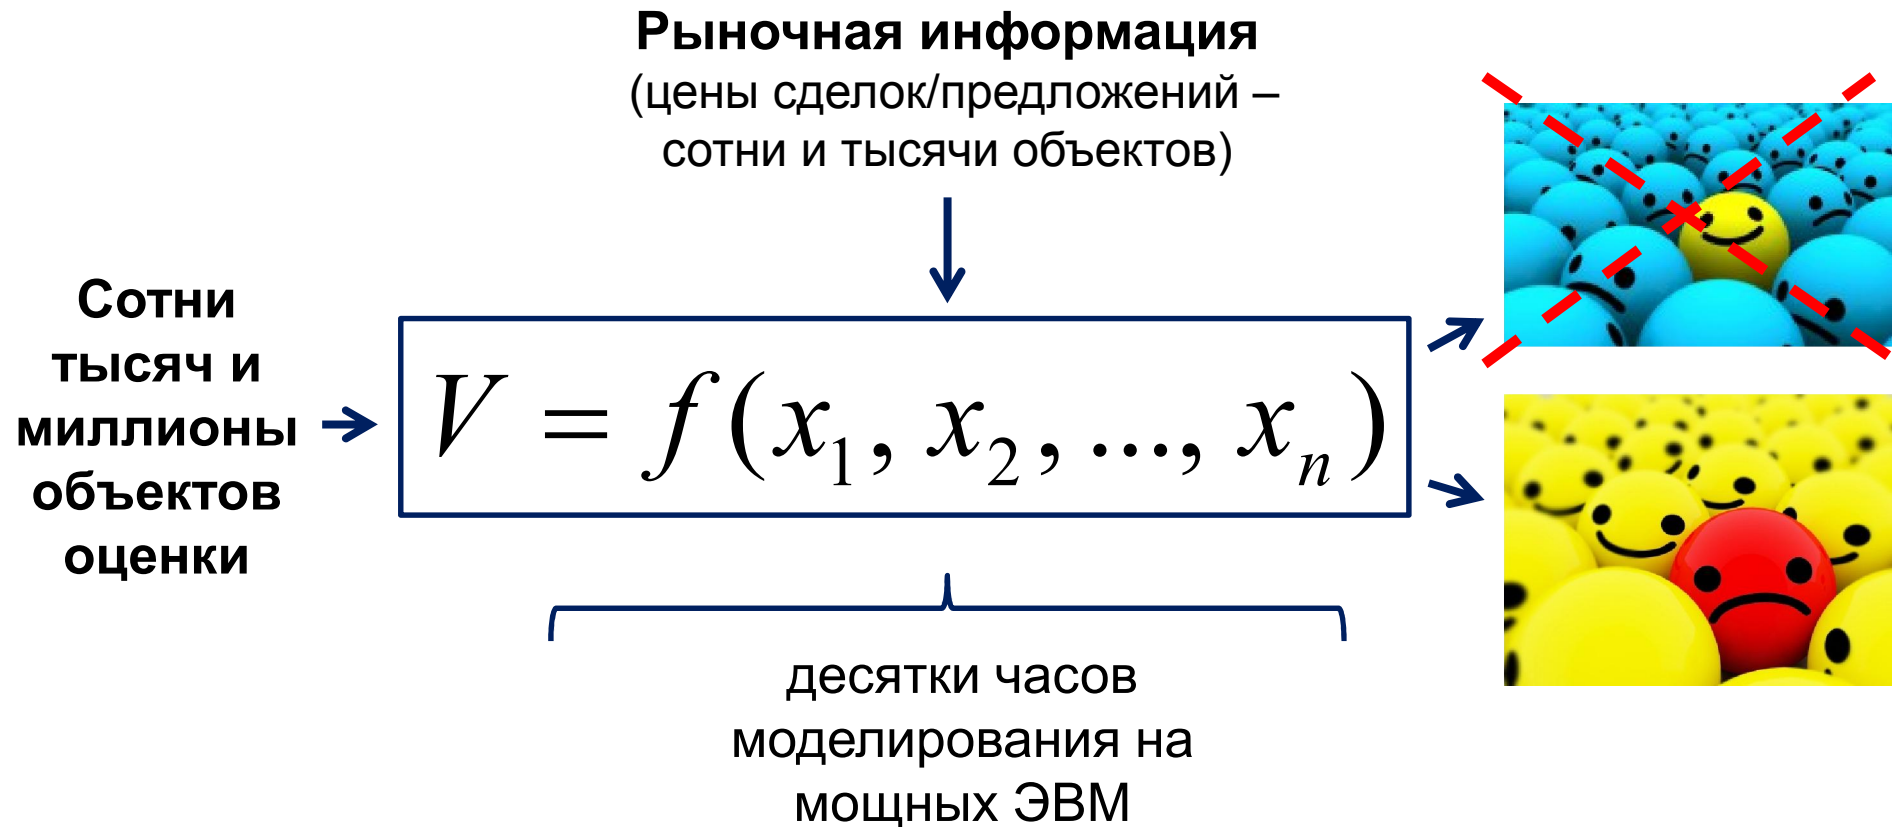 Рыночная информация
(цены сделок/предложений –
сотни и тысячи объектов)
Сотни
тысяч и
миллионы
объектов
оценки
V = f(x₁, x₂, ..., xₙ)
десятки часов
моделирования на
мощных ЭВМ